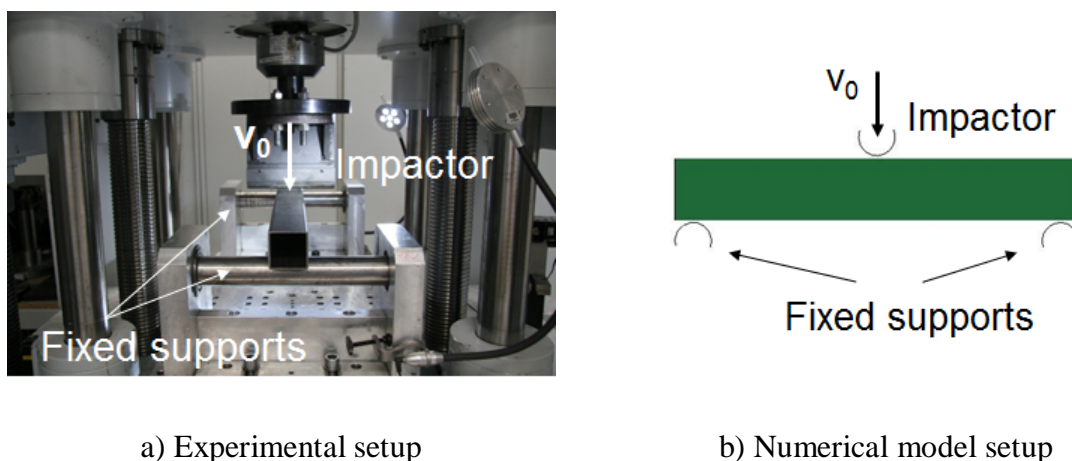 v0
Impactor
Fixed supports
v0
Impactor
Fixed supports
a) Experimental setup
b) Numerical model setup